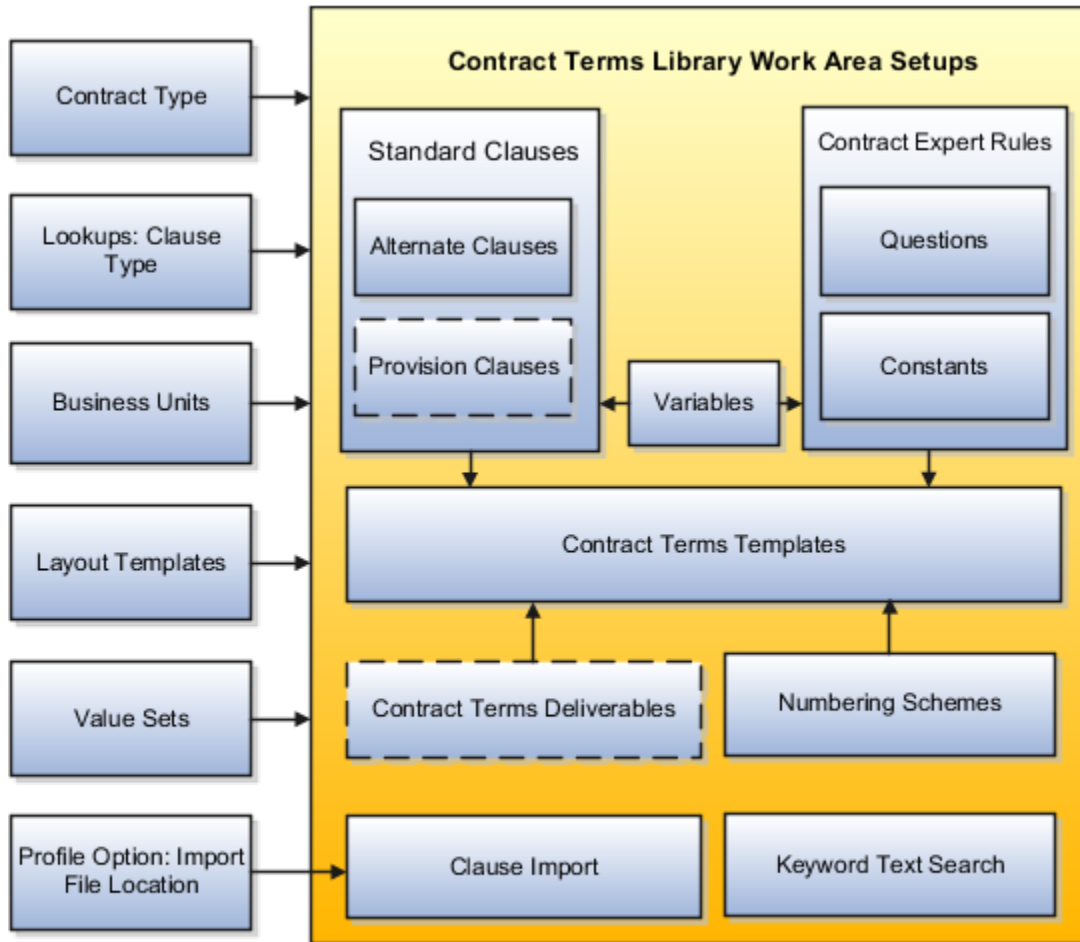 Contract Terms Library Work Area Setups
Contract Type
Lookups: Clause
Type
Business Units
Layout Templates
Value Sets
Profile Option: Import
File Location
Standard Clauses
Alternate Clauses
Provision Clauses
Variables
Contract Expert Rules
Questions
Constants
Contract Terms Templates
Contract Terms Deliverables
Numbering Schemes
Clause Import
Keyword Text Search